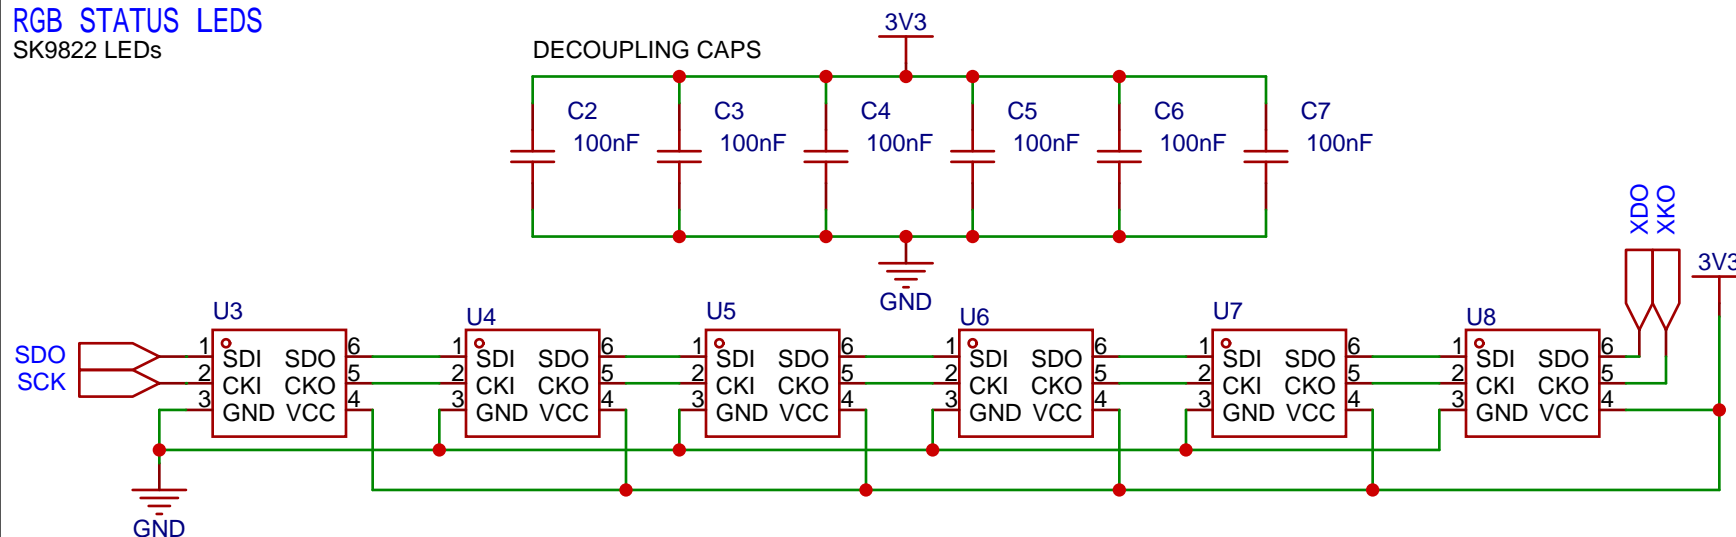 RGB STATUS LEDS
SK9822 LEDs
DECOUPLING CAPS
3V3
C2 C3 C4 C5 C6 C7
100nF 100nF 100nF 100nF 100nF 100nF
GND
XDO
XKO
3V3
U3 U4 U5 U6 U7 U8
SDO 1 SDI SDO 6 1 SDI SDO 6 1 SDI SDO 6 1 SDI SDO 6 1 SDI SDO 6 1 SDI SDO 6
SCK 2 CKI CKO 5 2 CKI CKO 5 2 CKI CKO 5 2 CKI CKO 5 2 CKI CKO 5 2 CKI CKO 5
3 GND VCC 4 3 GND VCC 4 3 GND VCC 4 3 GND VCC 4 3 GND VCC 4 3 GND VCC 4
GND